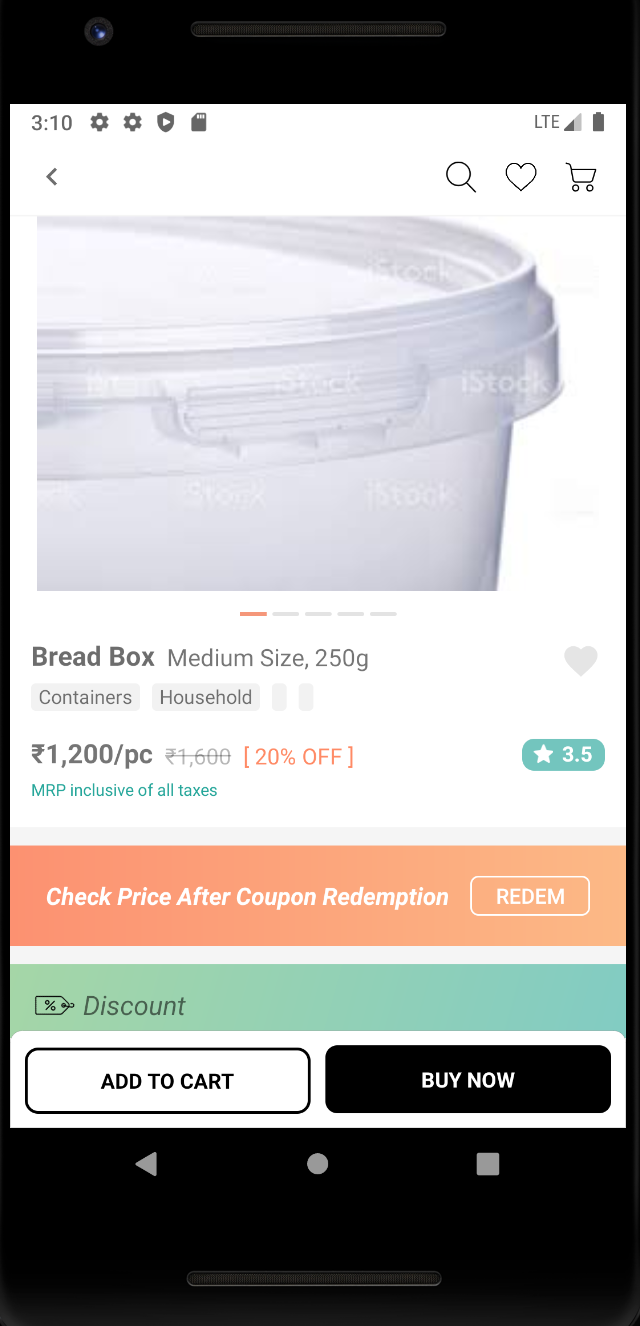 3:10 LTE
iStock
iStock iStock
iStock iStock
Bread Box Medium Size, 250g
Containers Household
₹1,200/pc ₹1,600 [ 20% OFF ] 3.5
MRP inclusive of all taxes
Check Price After Coupon Redemption REDEM
% Discount
ADD TO CART BUY NOW